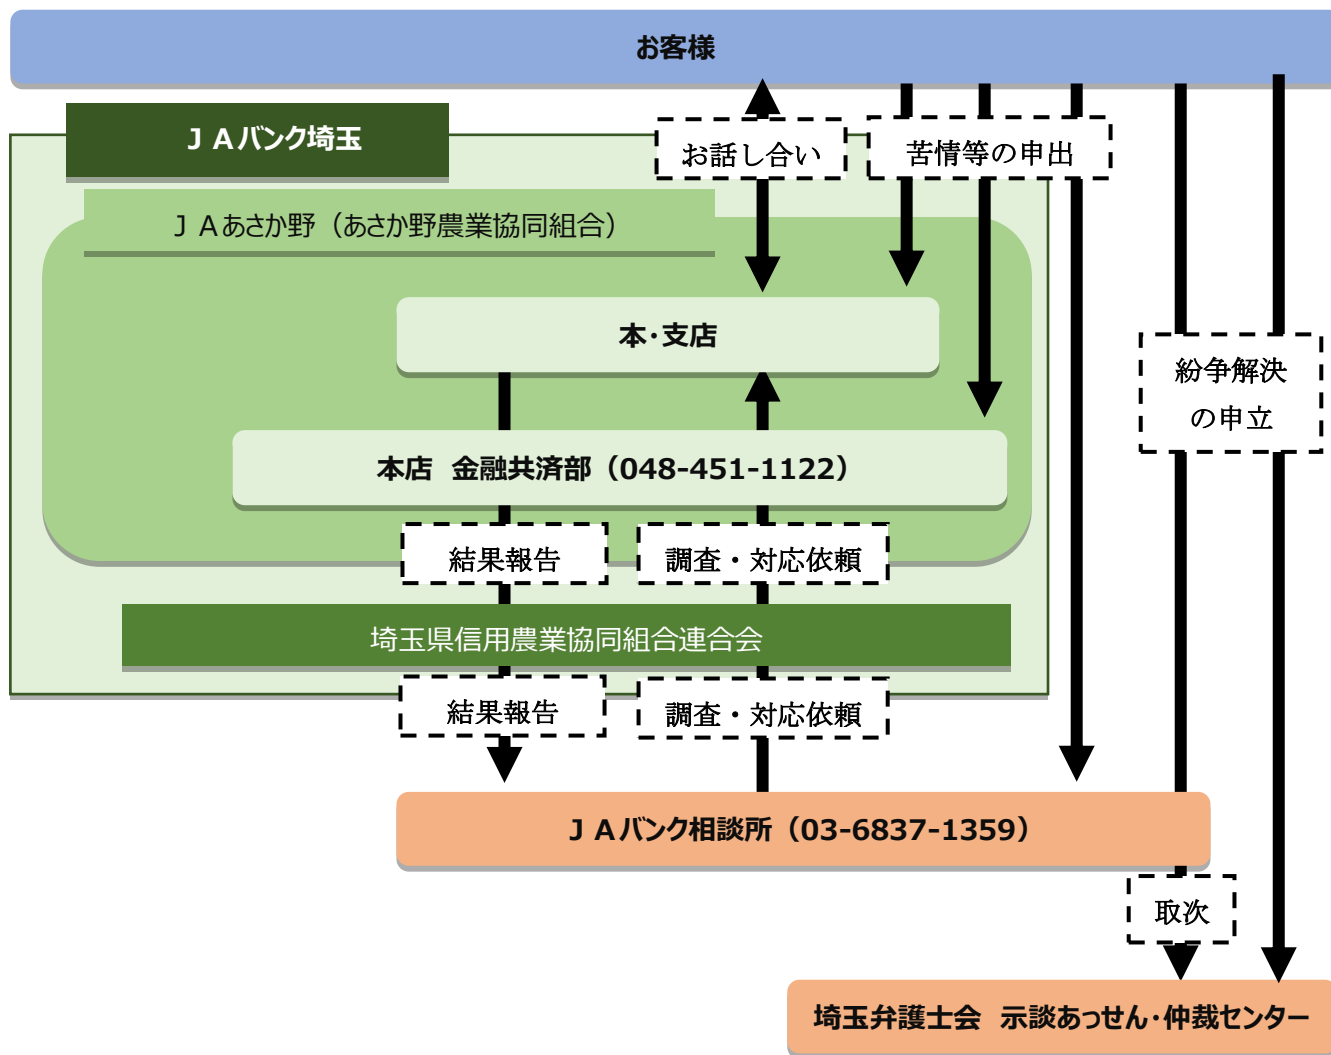 お客様
ＪＡバンク埼玉
お話し合い
苦情等の申出
ＪＡあさか野（あさか野農業協同組合）
本・支店
紛争解決
の申立
本店 金融共済部（048-451-1122）
結果報告
調査・対応依頼
埼玉県信用農業協同組合連合会
結果報告
調査・対応依頼
ＪＡバンク相談所（03-6837-1359）
取次
埼玉弁護士会 示談あっせん・仲裁センター